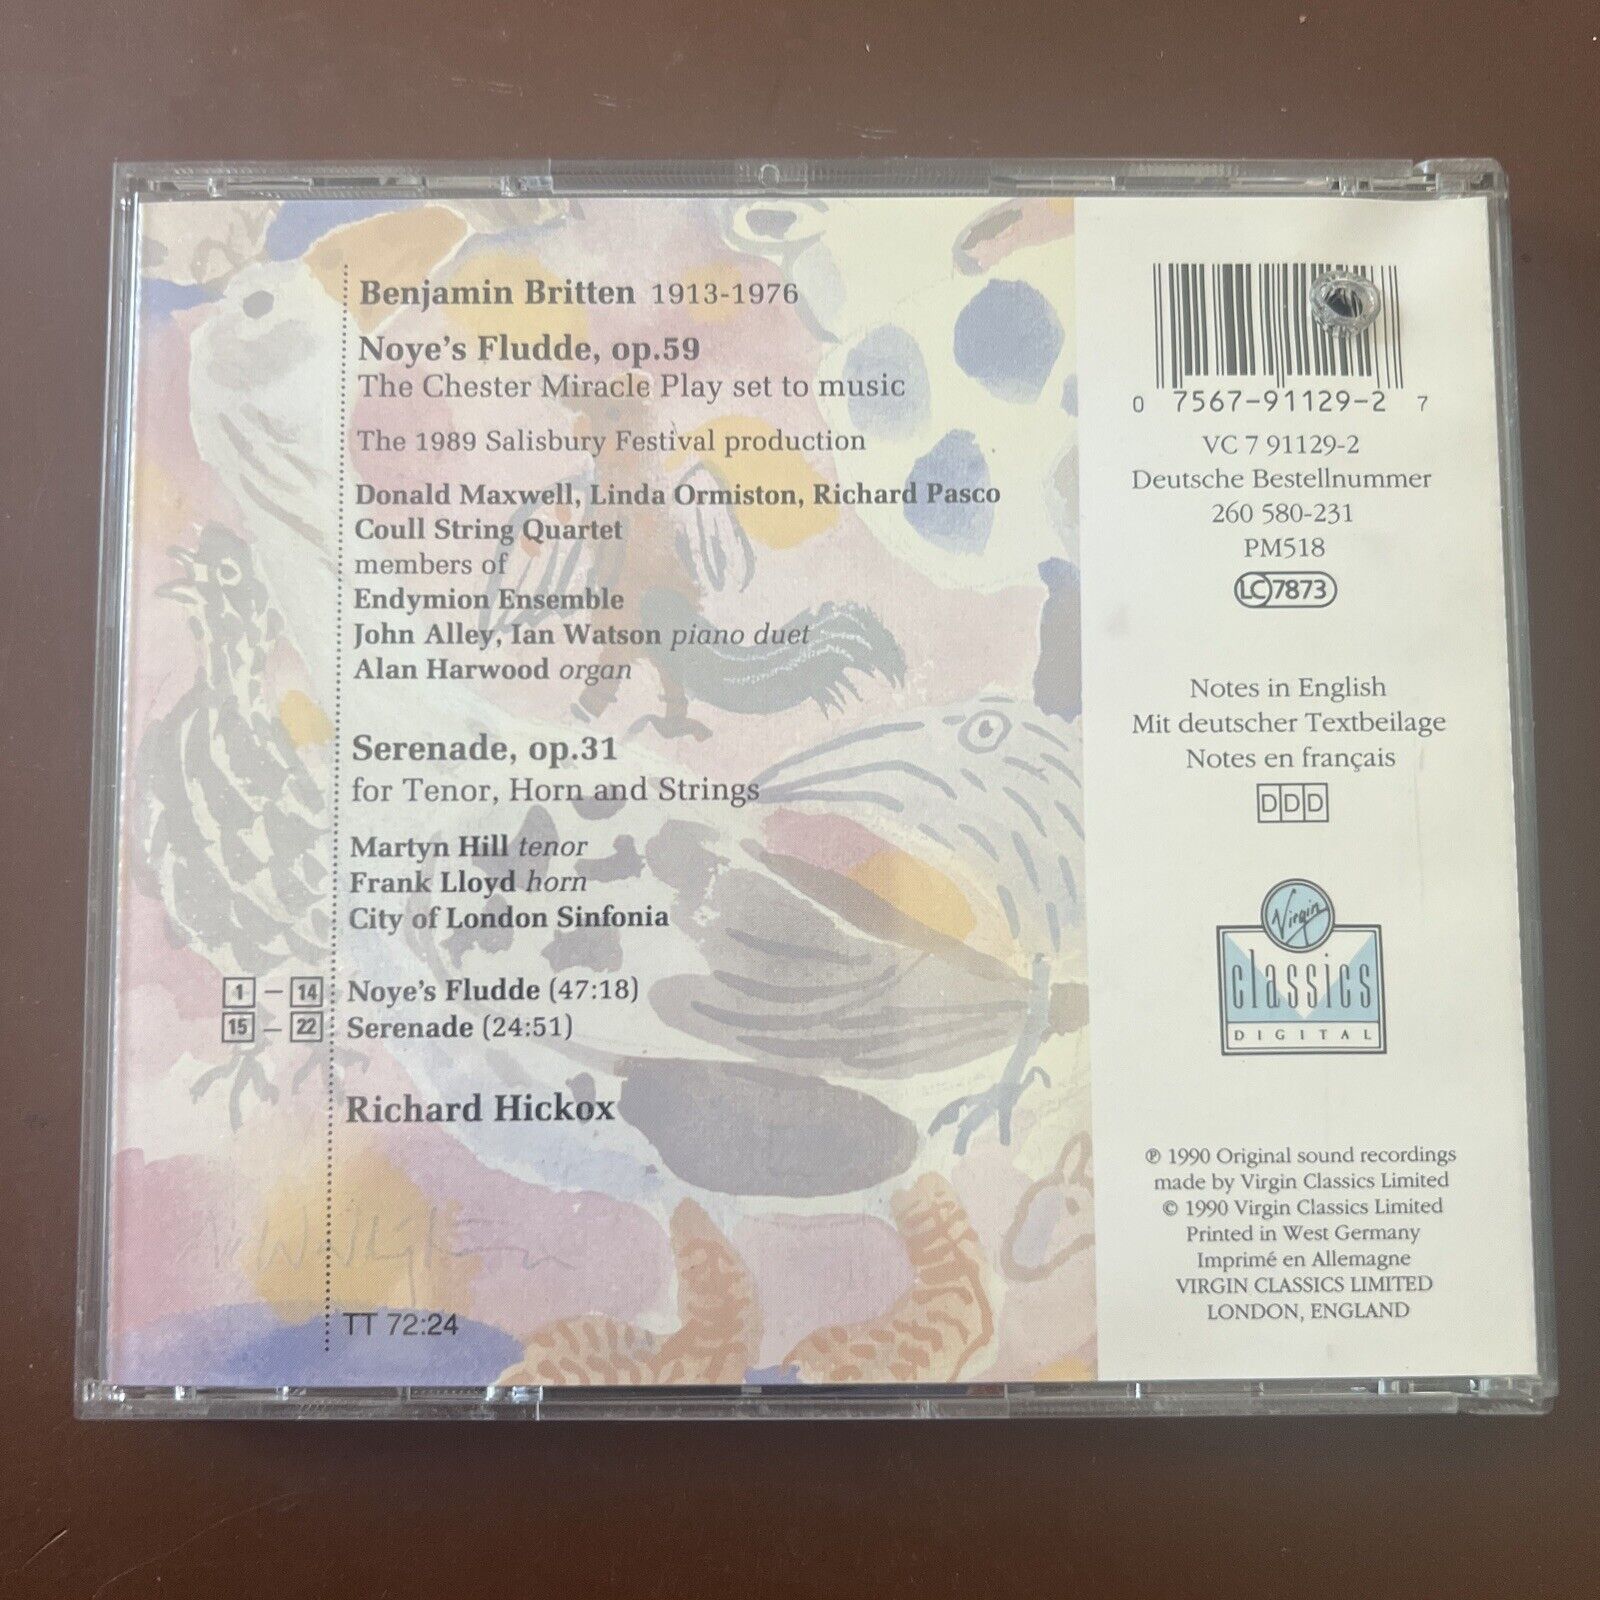 Benjamin Britten 1913-1976
Noye's Fludde, op.59
The Chester Miracle Play set to music
The 1989 Salisbury Festival production
Donald Maxwell, Linda Ormiston, Richard Pasco
Coull String Quartet
members of
Endymion Ensemble
John Alley, Ian Watson piano duet
Alan Harwood organ
Serenade, op.31
for Tenor, Horn and Strings
Martyn Hill tenor
Frank Lloyd horn
City of London Sinfonia
1 – 14 Noye's Fludde (47:18)
15 – 22 Serenade (24:51)
Richard Hickox
TT 72:24
0 7567-91129-2 7
VC 7 91129-2
Deutsche Bestellnummer
260 580-231
PM518
LC 7873
Notes in English
Mit deutscher Textbeilage
Notes en français
DDD
Virgin
classics
DIGITAL
℗ 1990 Original sound recordings
made by Virgin Classics Limited
© 1990 Virgin Classics Limited
Printed in West Germany
Imprimé en Allemagne
VIRGIN CLASSICS LIMITED
LONDON, ENGLAND